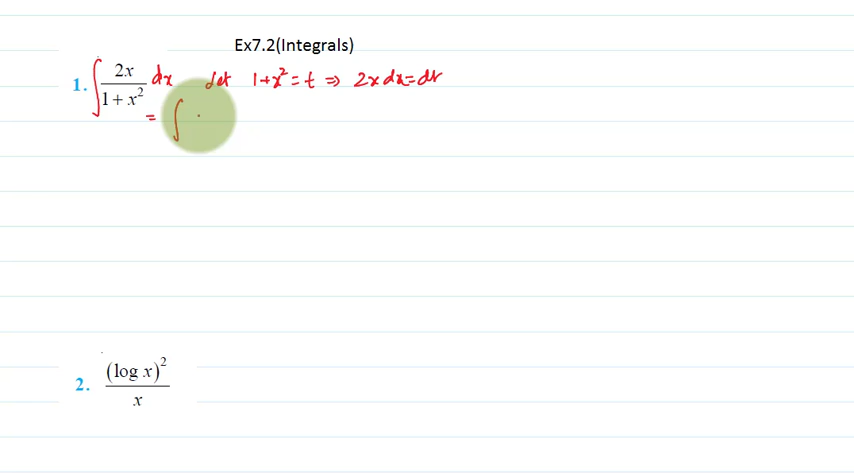 Ex7.2(Integrals)
1. ∫ 2x/(1 + x²) dx let 1+x² = t ⇒ 2x dx = dt
= ∫
2. (log x)²/x